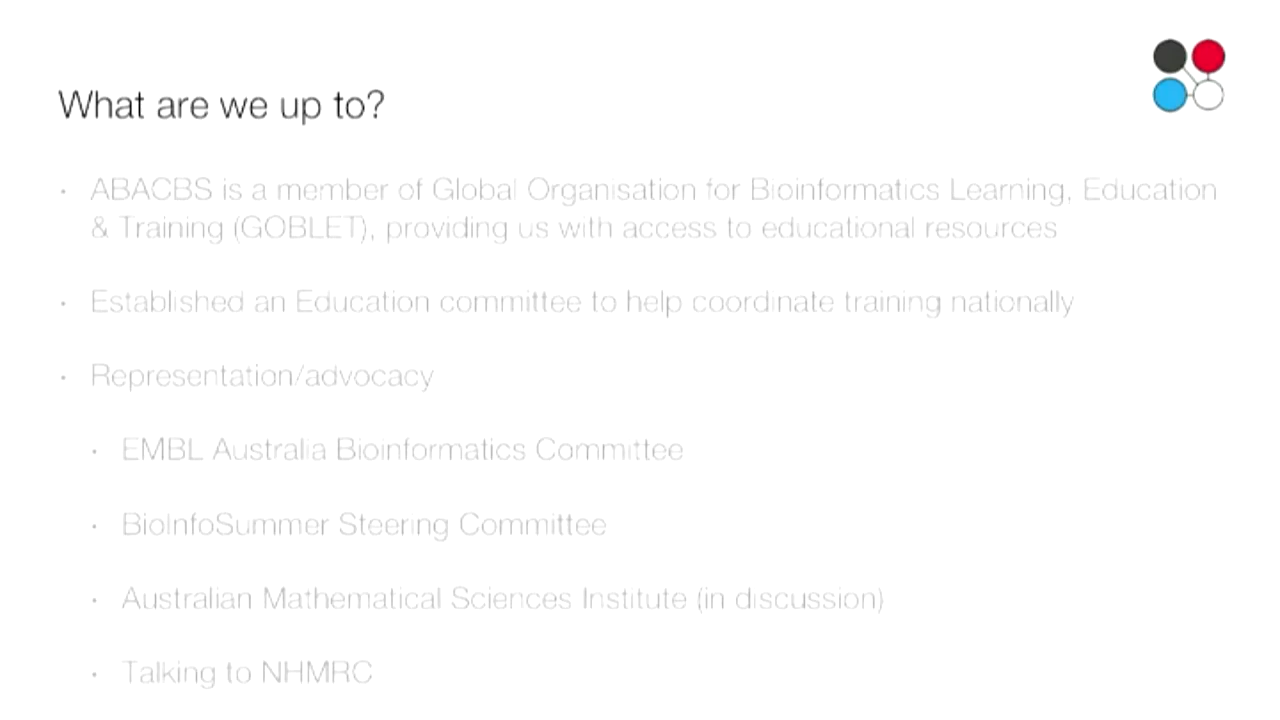 What are we up to?
· ABACBS is a member of Global Organisation for Bioinformatics Learning, Education
& Training (GOBLET), providing us with access to educational resources
· Established an Education committee to help coordinate training nationally
· Representation/advocacy
· EMBL Australia Bioinformatics Committee
· BioInfoSummer Steering Committee
· Australian Mathematical Sciences Institute (in discussion)
· Talking to NHMRC